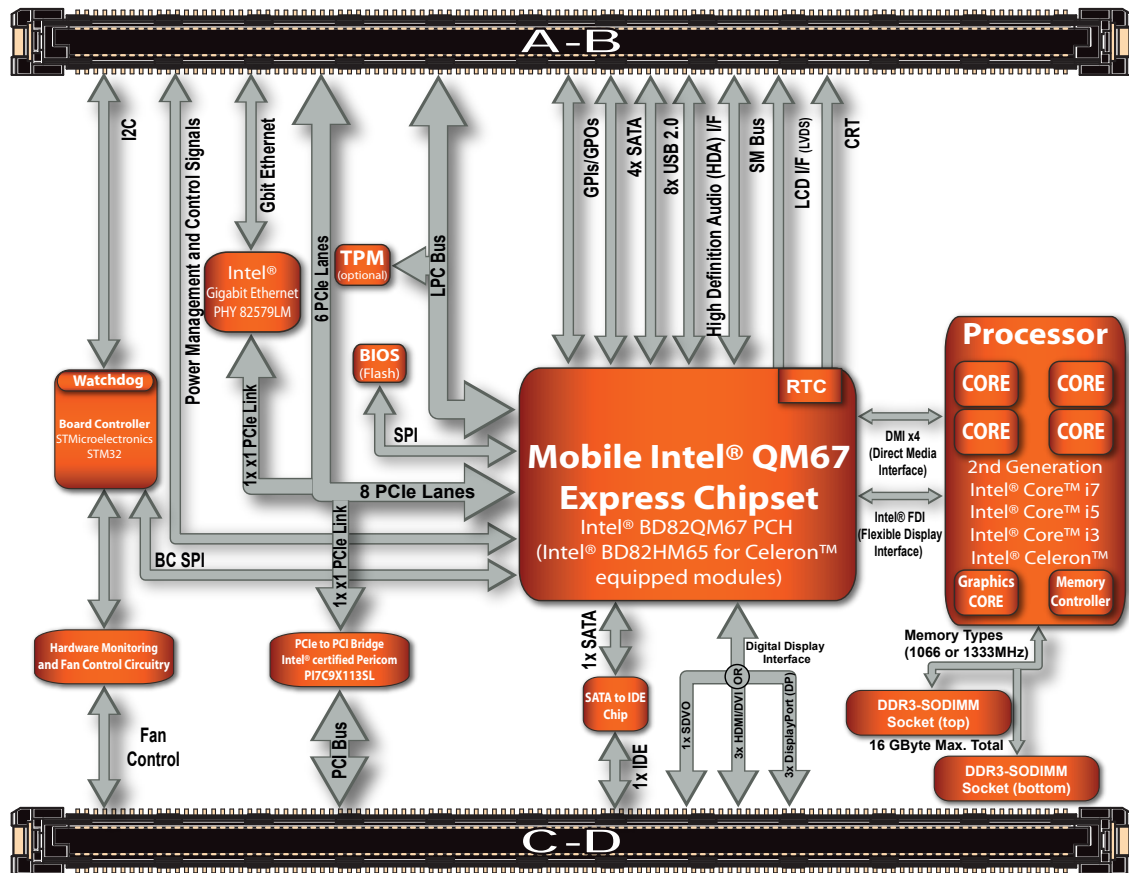 A-B
I2C
Power Management and Control Signals
Gbit Ethernet
6 PCIe Lanes
LPC Bus
GPIs/GPOs
4x SATA
8x USB 2.0
High Definition Audio (HDA) I/F
SM Bus
LCD I/F (LVDS)
CRT
Intel®
Gigabit Ethernet
PHY 82579LM
TPM
(optional)
BIOS
(Flash)
SPI
1x x1 PCIe Link
8 PCIe Lanes
1x x1 PCIe Link
BC SPI
Watchdog
Board Controller
STMicroelectronics
STM32
RTC
Mobile Intel® QM67
Express Chipset
Intel® BD82QM67 PCH
(Intel® BD82HM65 for Celeron™
equipped modules)
DMI x4
(Direct Media
Interface)
Intel® FDI
(Flexible Display
Interface)
Processor
CORE
CORE
CORE
CORE
2nd Generation
Intel® Core™ i7
Intel® Core™ i5
Intel® Core™ i3
Intel® Celeron™
Graphics
CORE
Memory
Controller
Memory Types
(1066 or 1333MHz)
DDR3-SODIMM
Socket (top)
16 GByte Max. Total
DDR3-SODIMM
Socket (bottom)
Hardware Monitoring
and Fan Control Circuitry
Fan
Control
PCIe to PCI Bridge
Intel® certified Pericom
PI7C9X113SL
PCI Bus
1x SATA
SATA to IDE
Chip
1x IDE
Digital Display
Interface
OR
1x SDVO
3x HDMI/DVI
3x DisplayPort (DP)
C-D